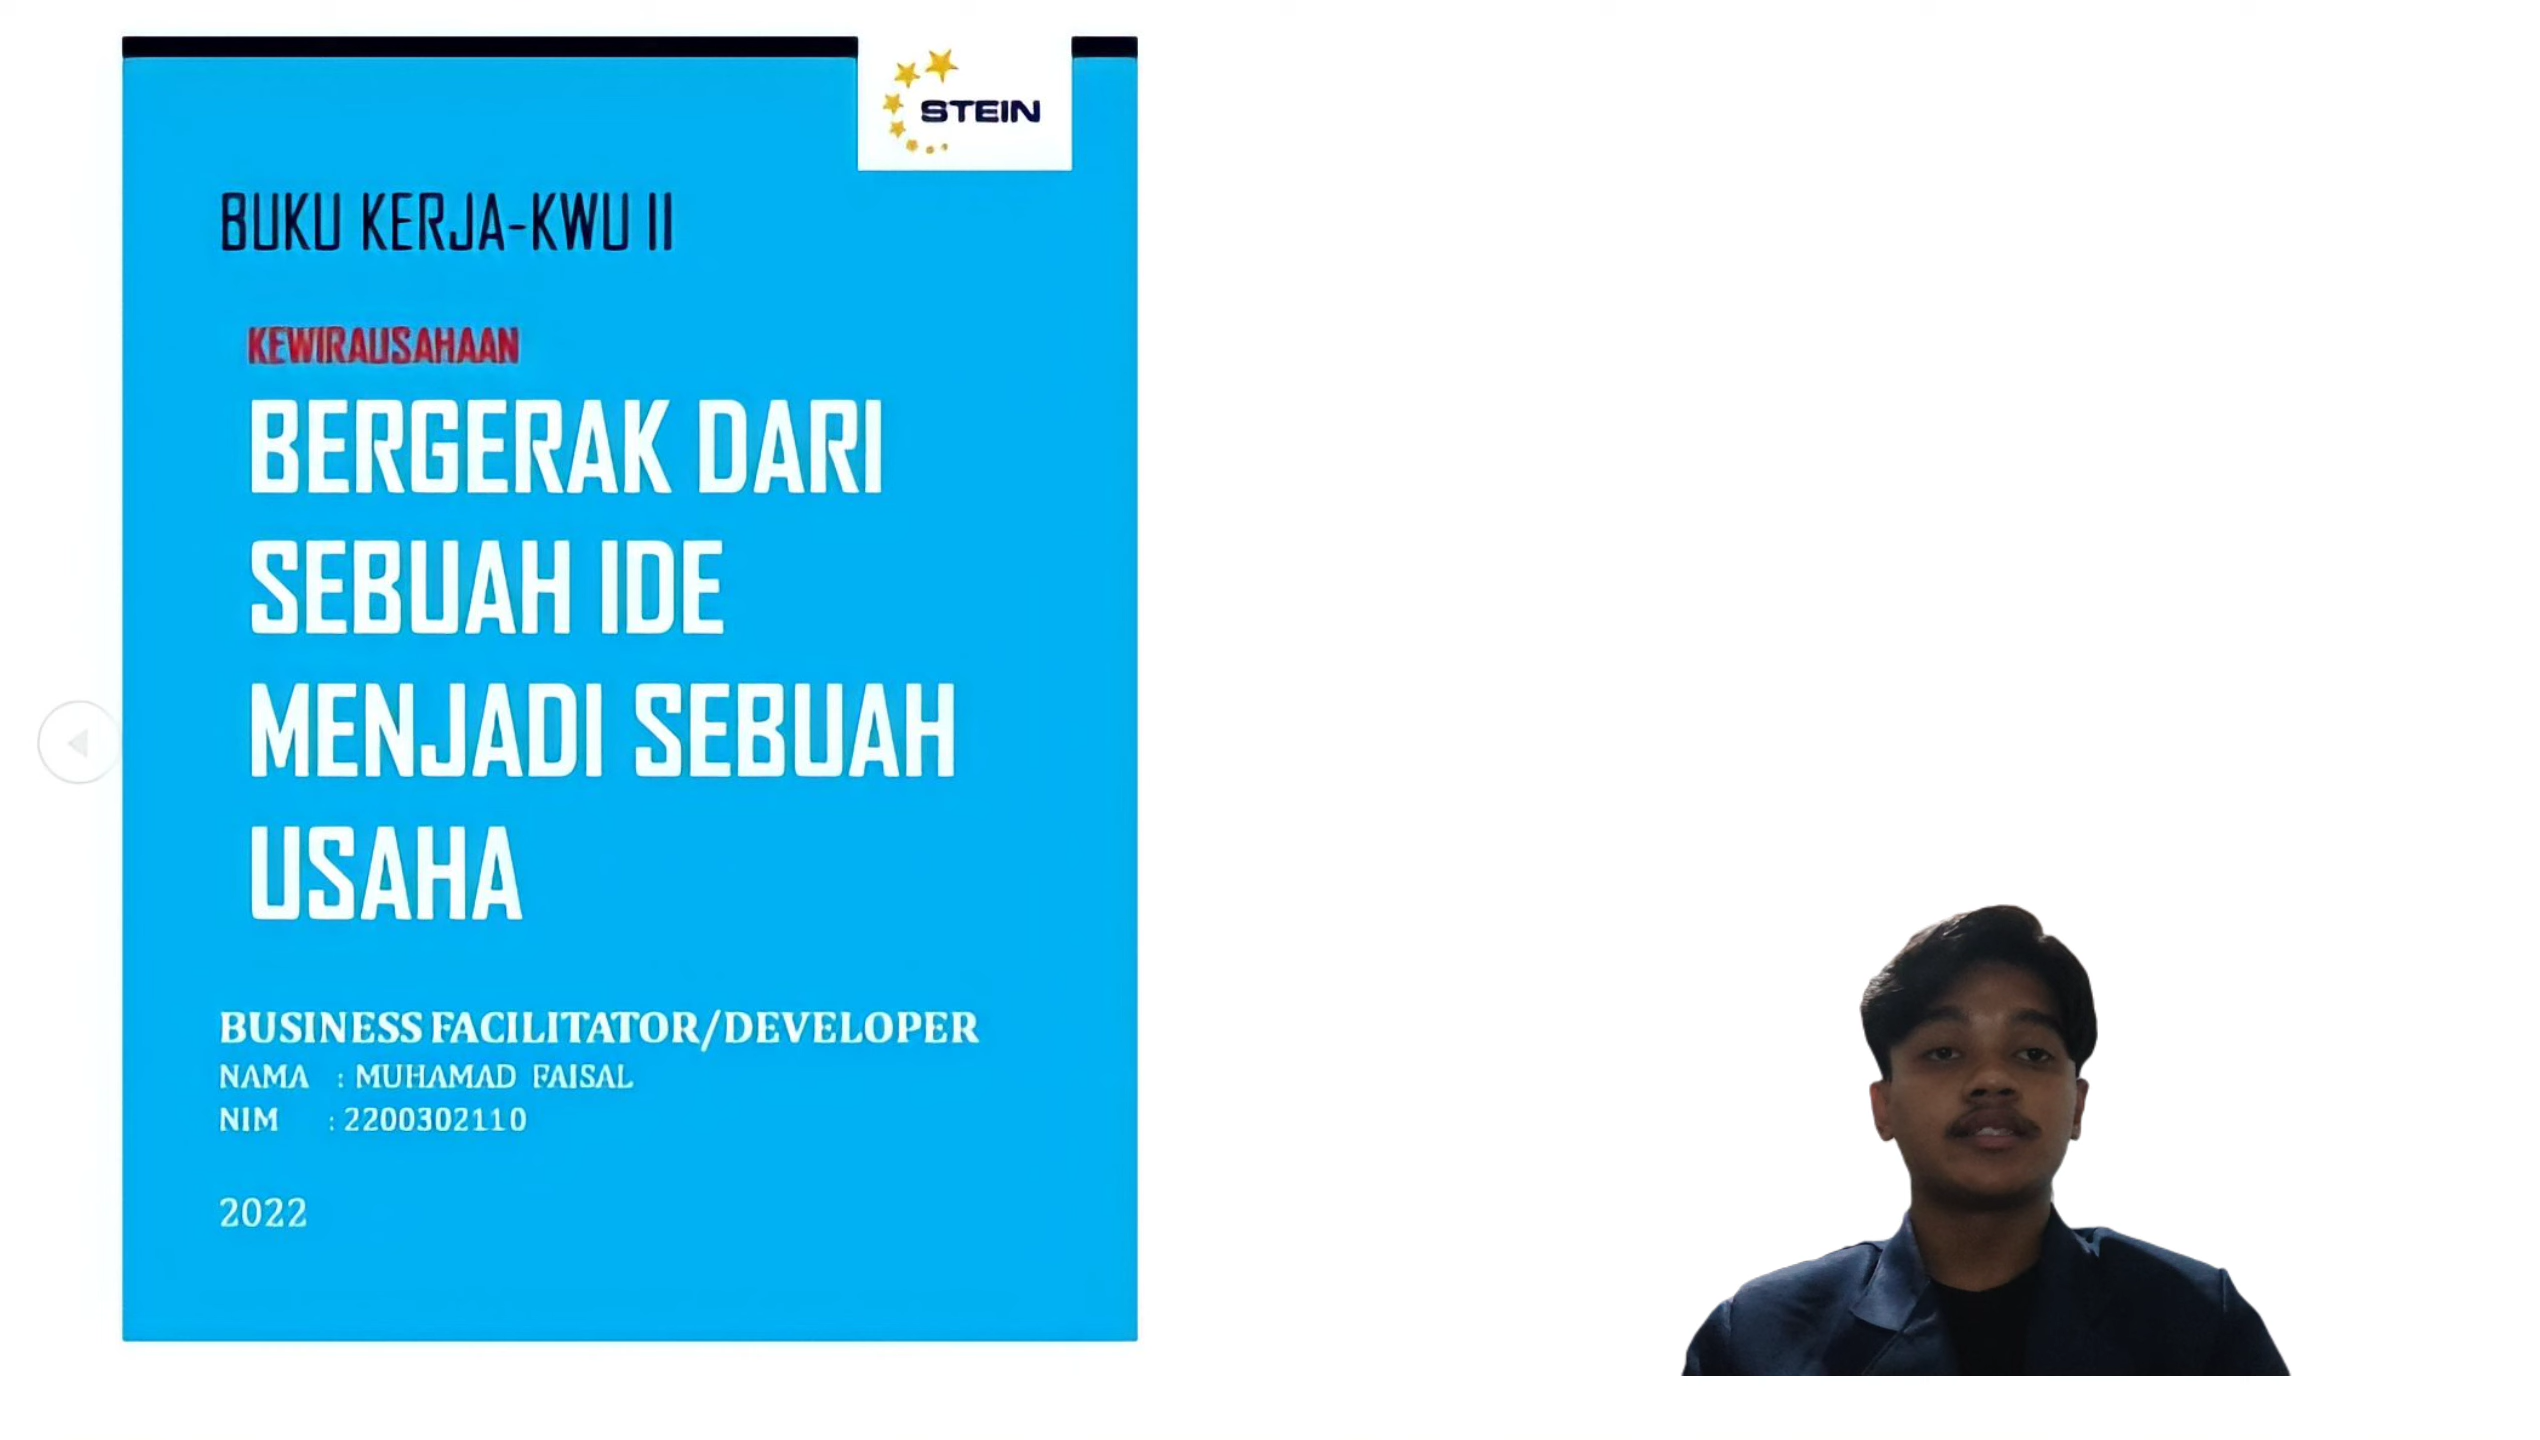 STEIN
BUKU KERJA-KWU II
KEWIRAUSAHAAN
BERGERAK DARI
SEBUAH IDE
MENJADI SEBUAH
USAHA
BUSINESS FACILITATOR/DEVELOPER
NAMA : MUHAMAD FAISAL
NIM : 2200302110
2022